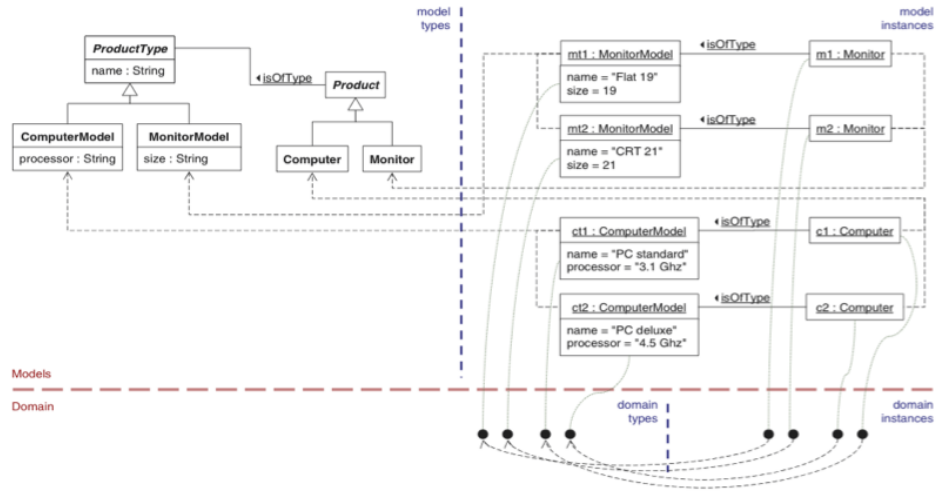 model
types
model
instances
ProductType
name : String
◂isOfType
Product
ComputerModel
processor : String
MonitorModel
size : String
Computer
Monitor
mt1 : MonitorModel
name = "Flat 19"
size = 19
◂isOfType
m1 : Monitor
mt2 : MonitorModel
name = "CRT 21"
size = 21
◂isOfType
m2 : Monitor
ct1 : ComputerModel
name = "PC standard"
processor = "3.1 Ghz"
◂isOfType
c1 : Computer
ct2 : ComputerModel
name = "PC deluxe"
processor = "4.5 Ghz"
◂isOfType
c2 : Computer
Models
Domain
domain
types
domain
instances